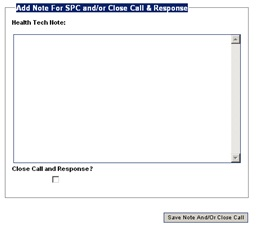 Add Note For SPC and/or Close Call & Response
Health Tech Note:
Close Call and Response?
Save Note And/Or Close Call